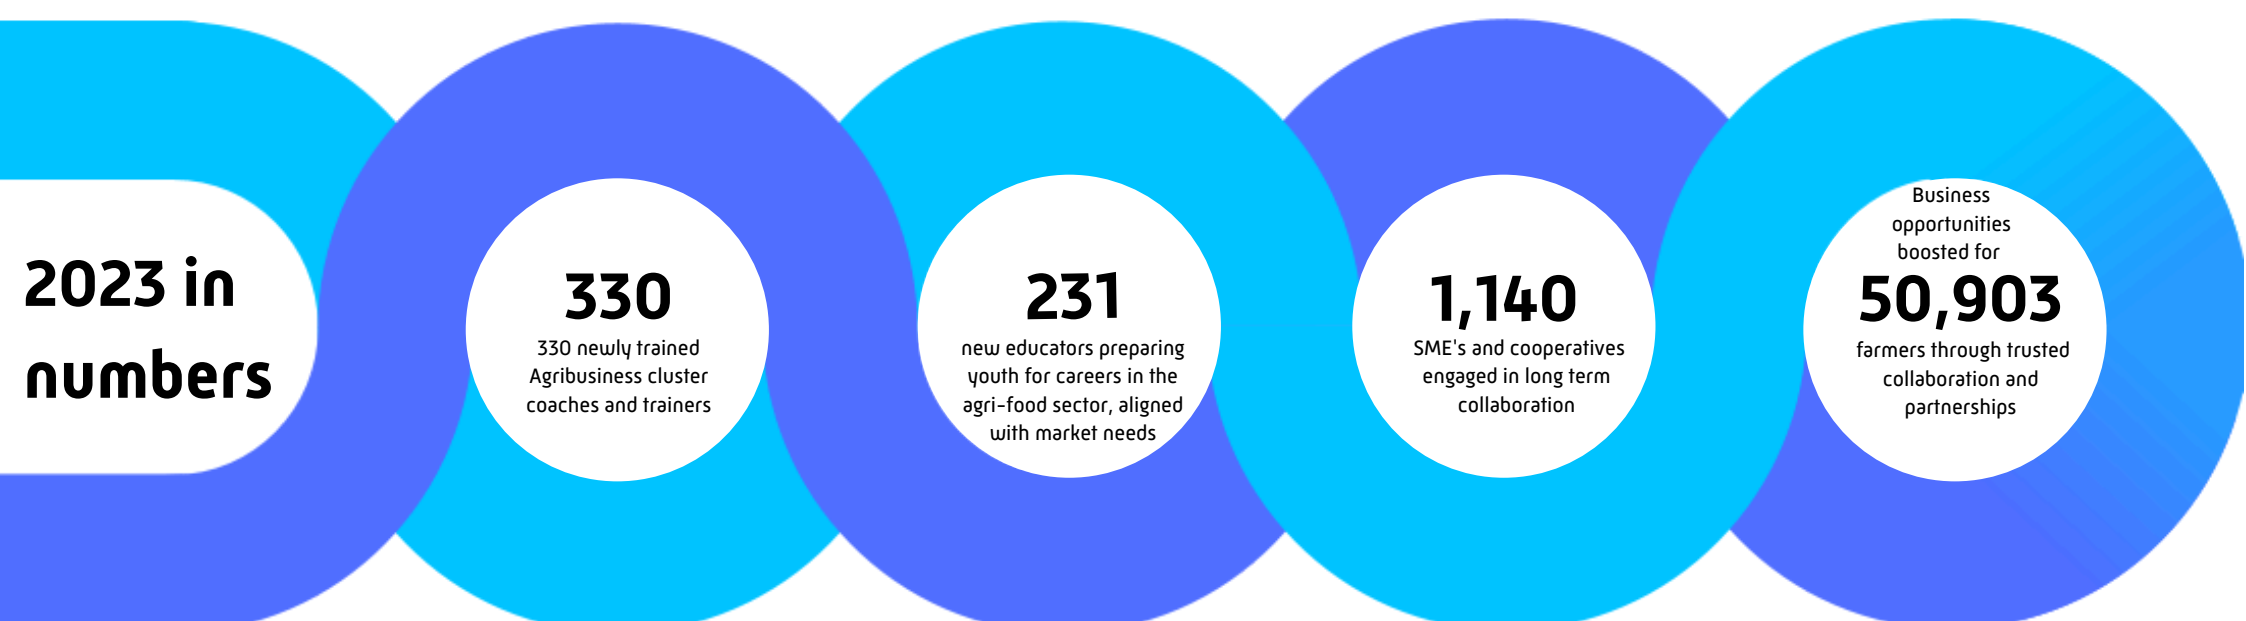 2023 in
numbers
330
330 newly trained
Agribusiness cluster
coaches and trainers
231
new educators preparing
youth for careers in the
agri-food sector, aligned
with market needs
1,140
SME's and cooperatives
engaged in long term
collaboration
Business
opportunities
boosted for
50,903
farmers through trusted
collaboration and
partnerships